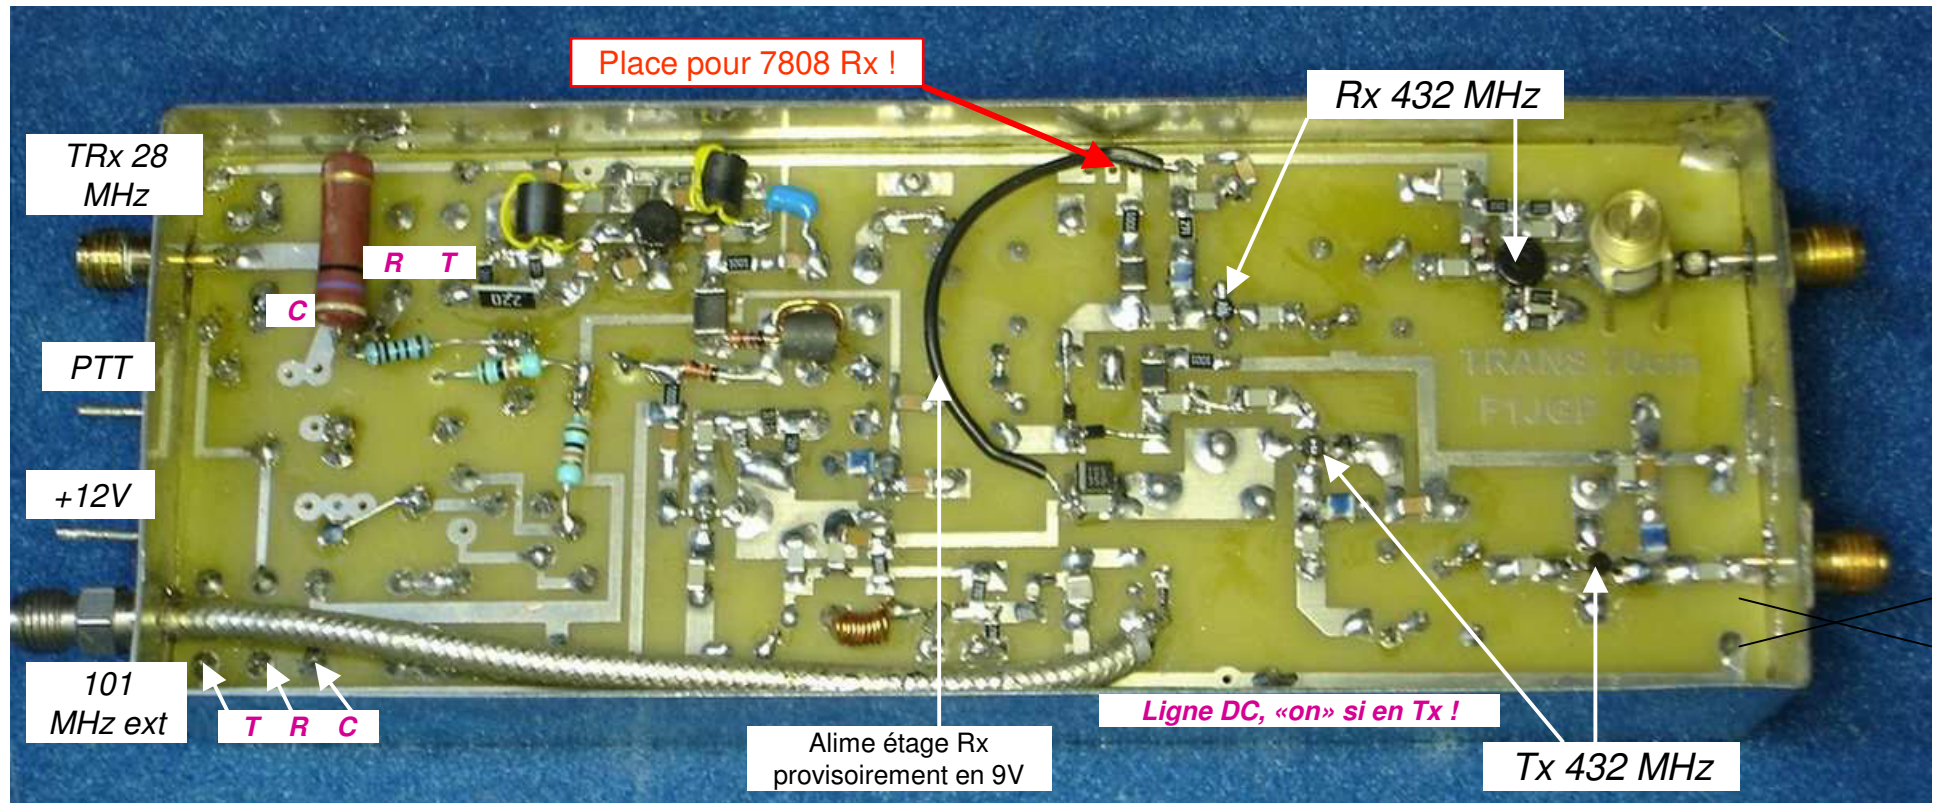 Place pour 7808 Rx !
Rx 432 MHz
TRx 28
MHz
R T
C
220
PTT
TRANS 70cm
F1JGP
+12V
101
MHz ext
T R C
Ligne DC, «on» si en Tx !
Alime étage Rx
provisoirement en 9V
Tx 432 MHz